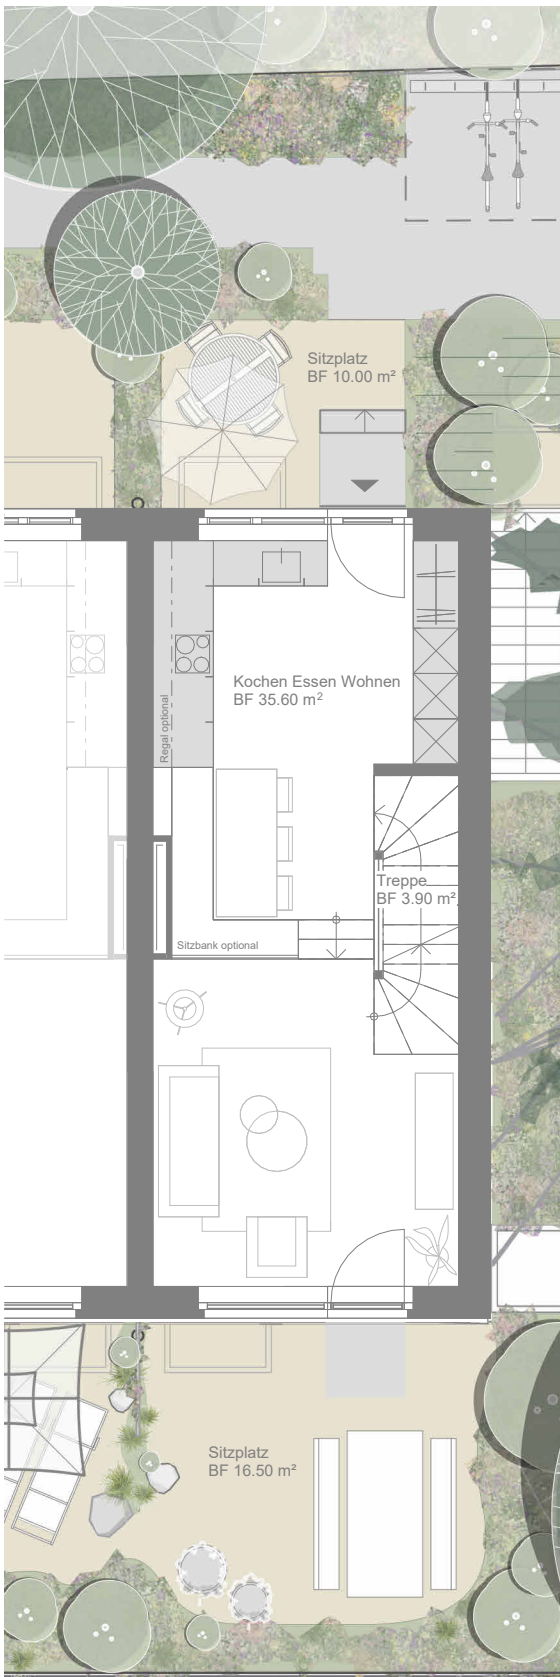 Sitzplatz
BF 10.00 m²
Kochen Essen Wohnen
BF 35.60 m²
Regal optional
Treppe
BF 3.90 m²
Sitzbank optional
Sitzplatz
BF 16.50 m²